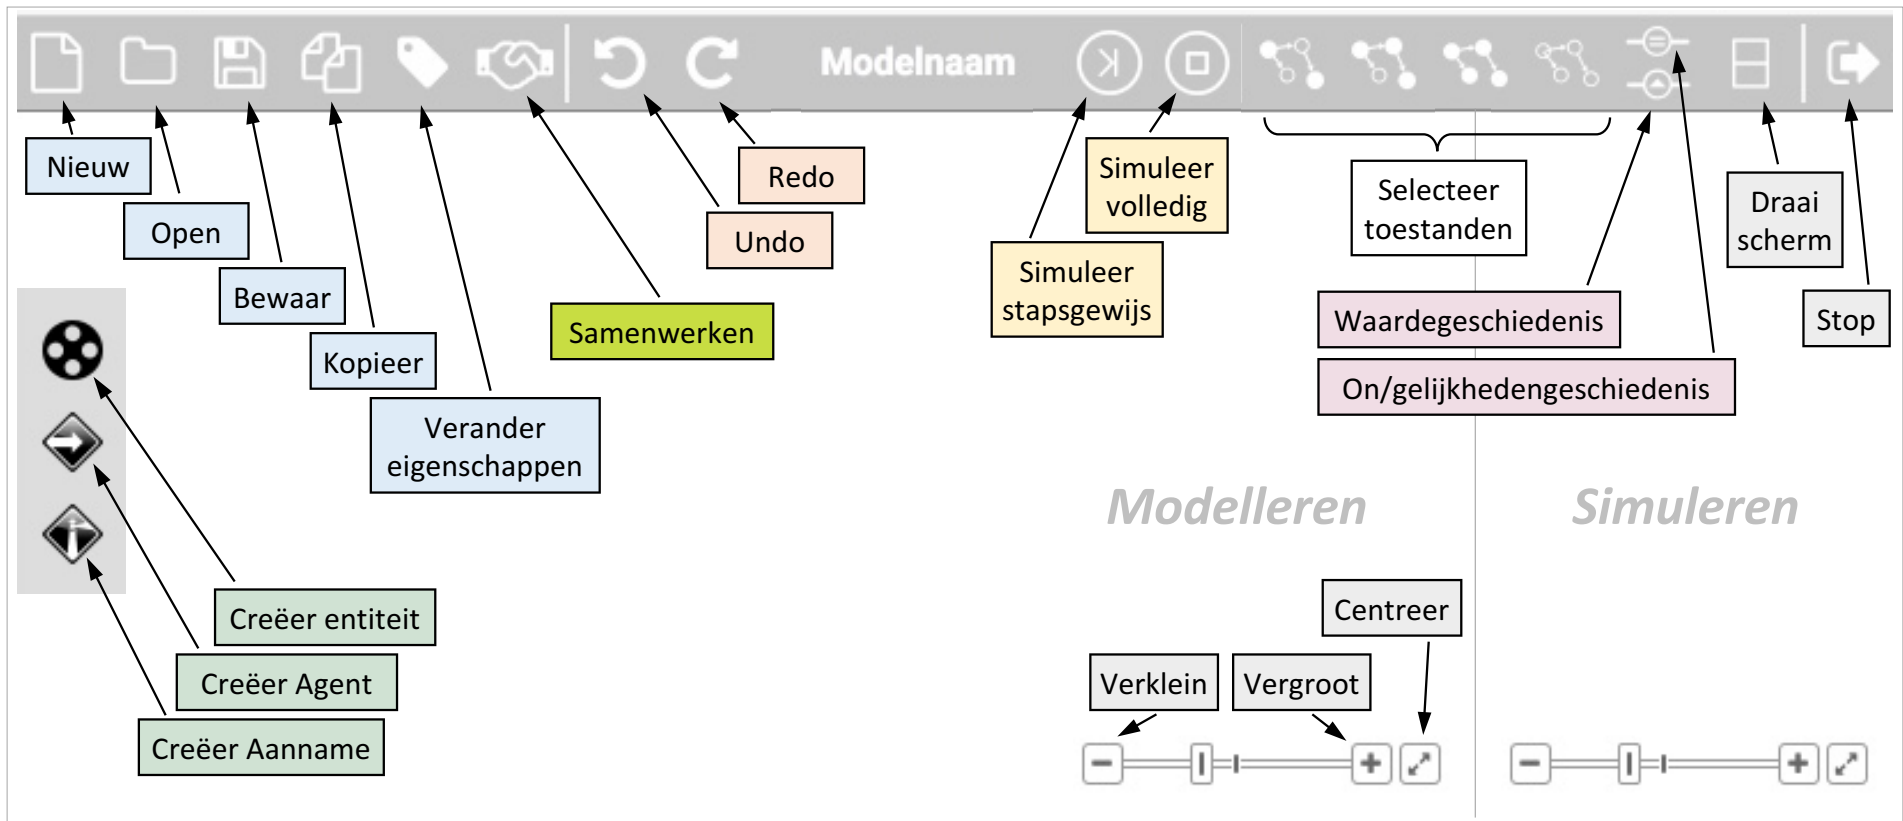 Modelnaam
Nieuw
Open
Bewaar
Kopieer
Verander
eigenschappen
Samenwerken
Redo
Undo
Simuleer
volledig
Simuleer
stapsgewijs
Selecteer
toestanden
Waardegeschiedenis
On/gelijkhedengeschiedenis
Draai
scherm
Stop
Modelleren
Simuleren
Creëer entiteit
Creëer Agent
Creëer Aanname
Centreer
Verklein
Vergroot